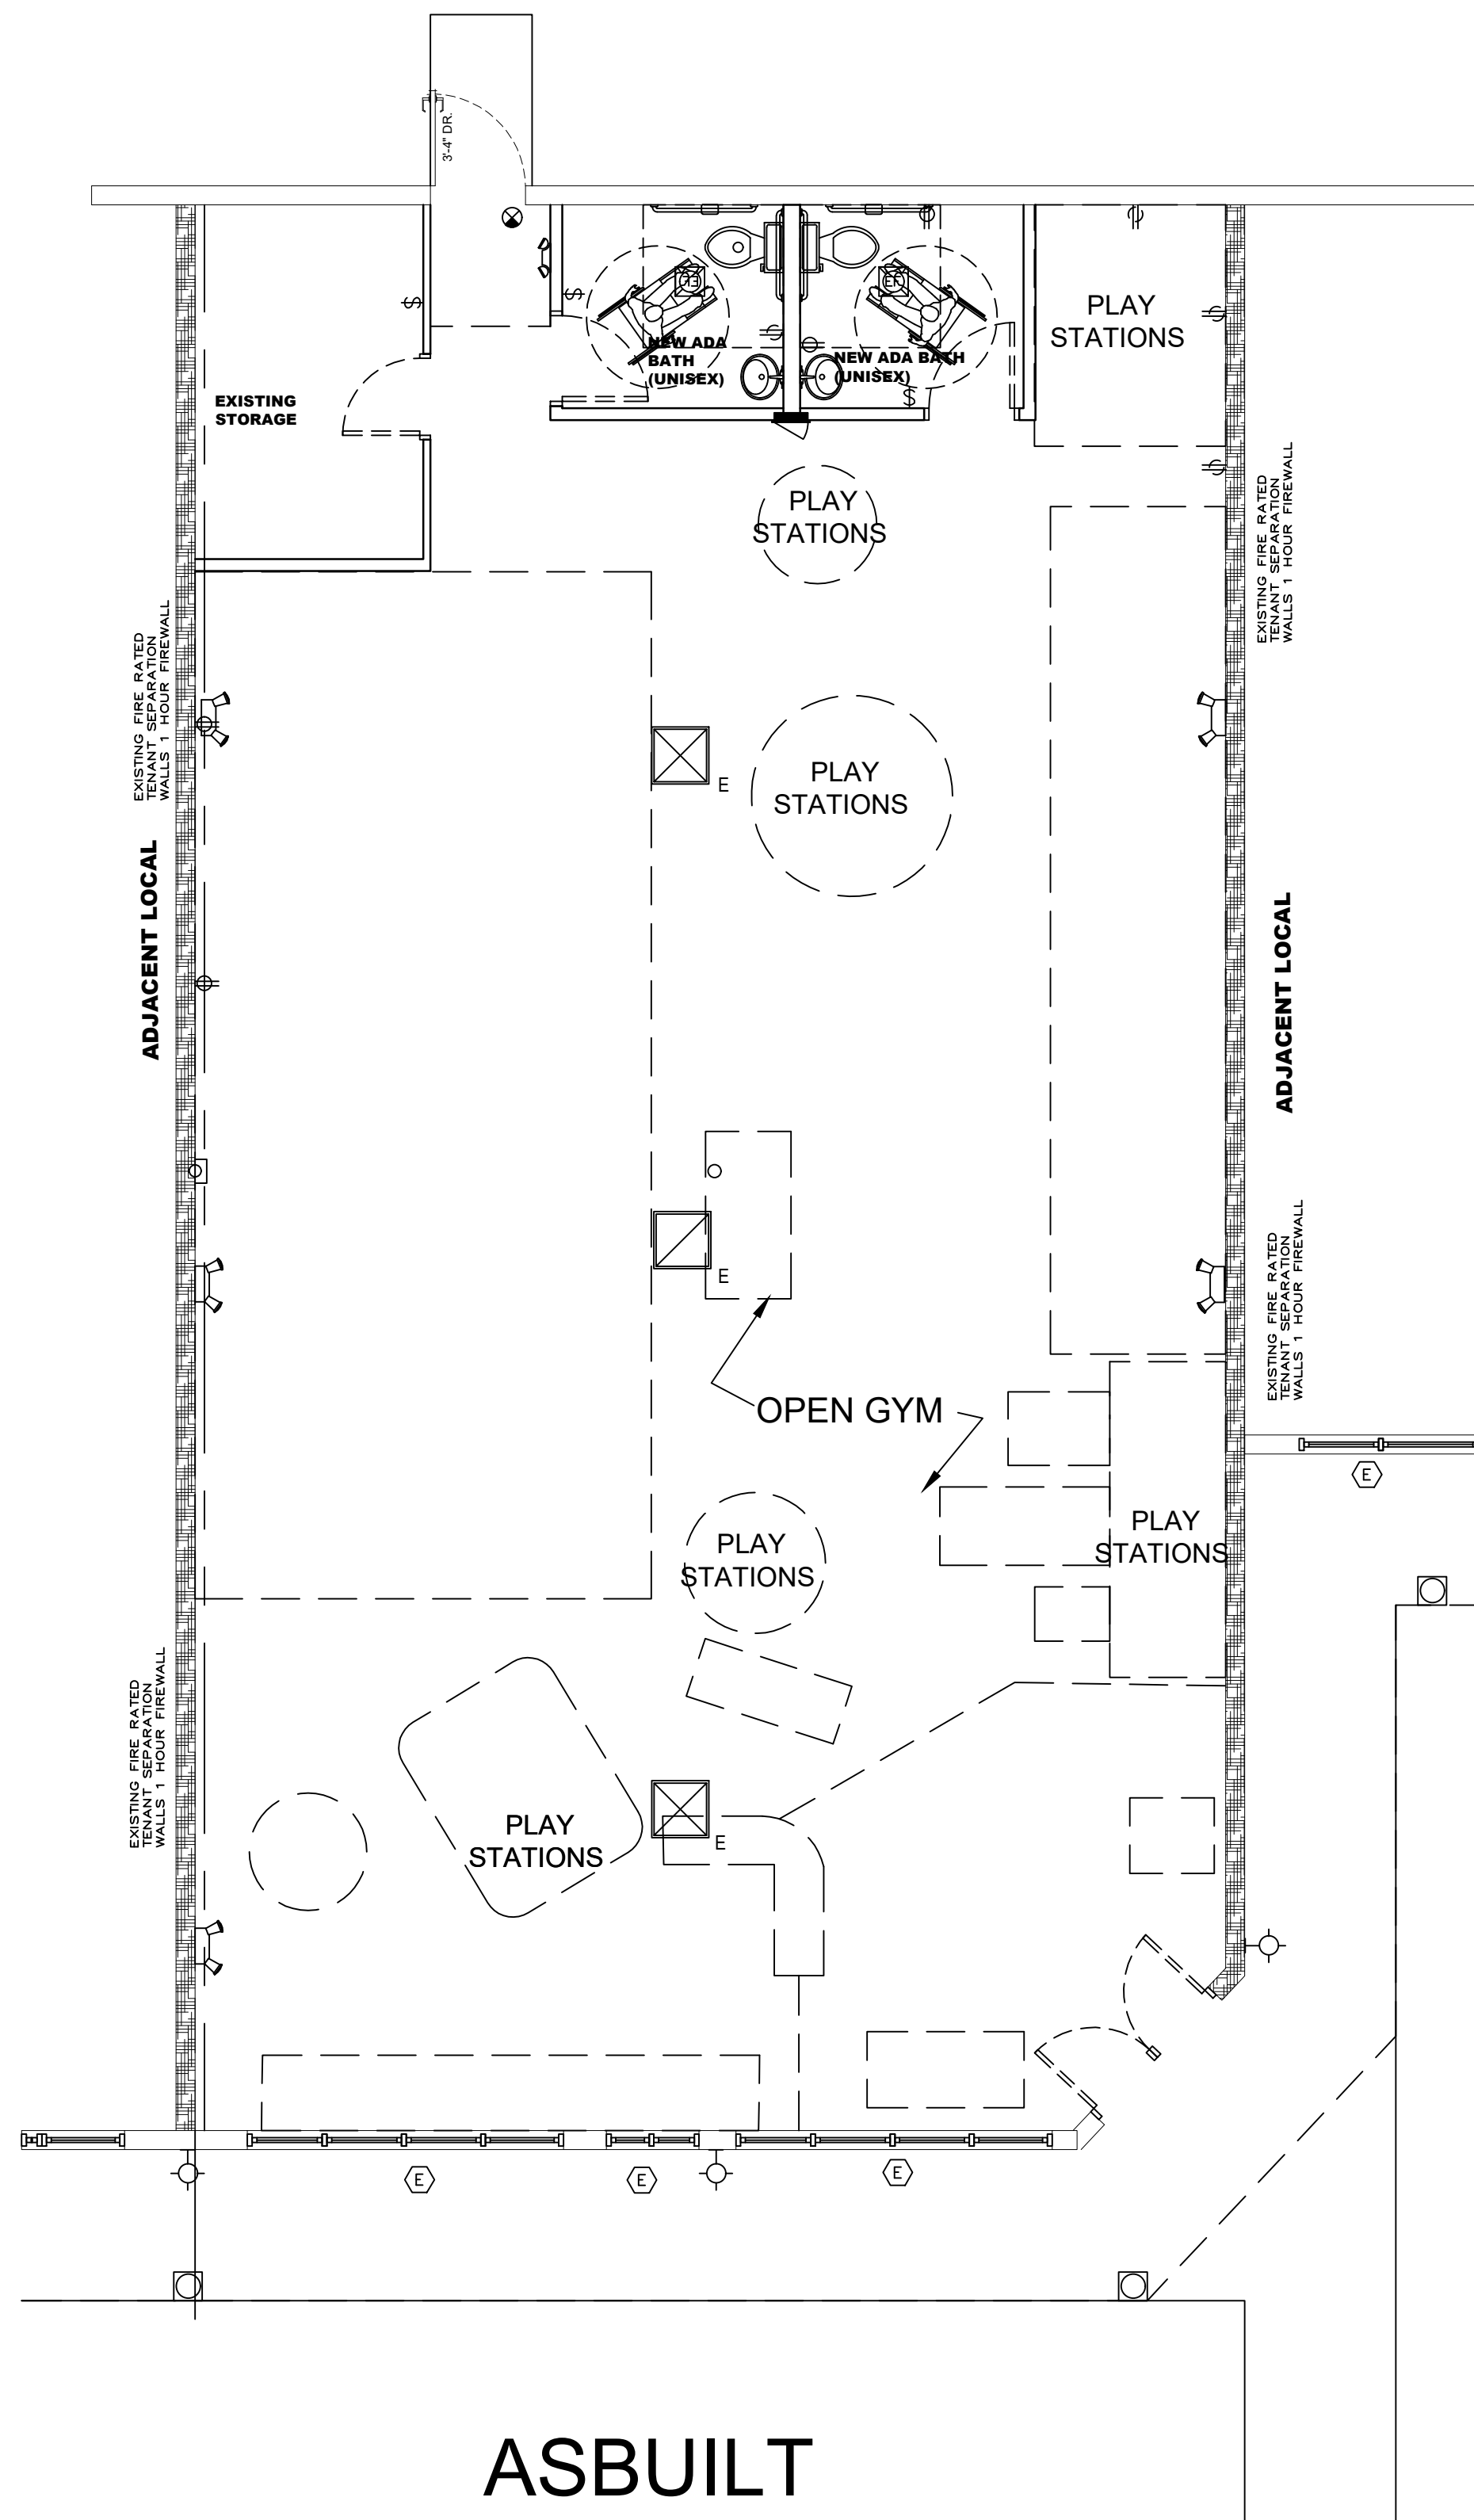 3'-4" DR.
$
$
EF
EF
PLAY
STATIONS
NEW ADA
BATH
(UNISEX)
NEW ADA BATH
(UNISEX)
$
EXISTING
STORAGE
PLAY
STATIONS
EXISTING FIRE RATED
TENANT SEPARATION
WALLS 1 HOUR FIREWALL
EXISTING FIRE RATED
TENANT SEPARATION
WALLS 1 HOUR FIREWALL
PLAY
STATIONS
E
ADJACENT LOCAL
ADJACENT LOCAL
E
EXISTING FIRE RATED
TENANT SEPARATION
WALLS 1 HOUR FIREWALL
OPEN GYM
E
PLAY
STATIONS
PLAY
STATIONS
EXISTING FIRE RATED
TENANT SEPARATION
WALLS 1 HOUR FIREWALL
PLAY
STATIONS
E
E
E
E
ASBUILT